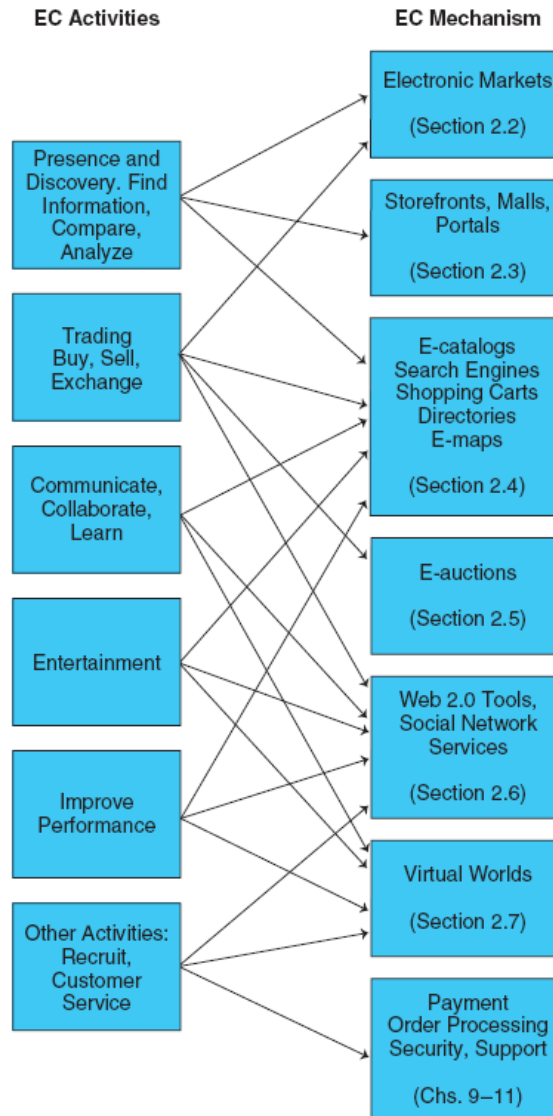 EC Activities
EC Mechanism
Electronic Markets
(Section 2.2)
Presence and
Discovery. Find
Information,
Compare,
Analyze
Storefronts, Malls,
Portals
(Section 2.3)
Trading
Buy, Sell,
Exchange
E-catalogs
Search Engines
Shopping Carts
Directories
E-maps
(Section 2.4)
Communicate,
Collaborate,
Learn
E-auctions
(Section 2.5)
Entertainment
Web 2.0 Tools,
Social Network
Services
(Section 2.6)
Improve
Performance
Virtual Worlds
(Section 2.7)
Other Activities:
Recruit,
Customer
Service
Payment
Order Processing
Security, Support
(Chs. 9–11)